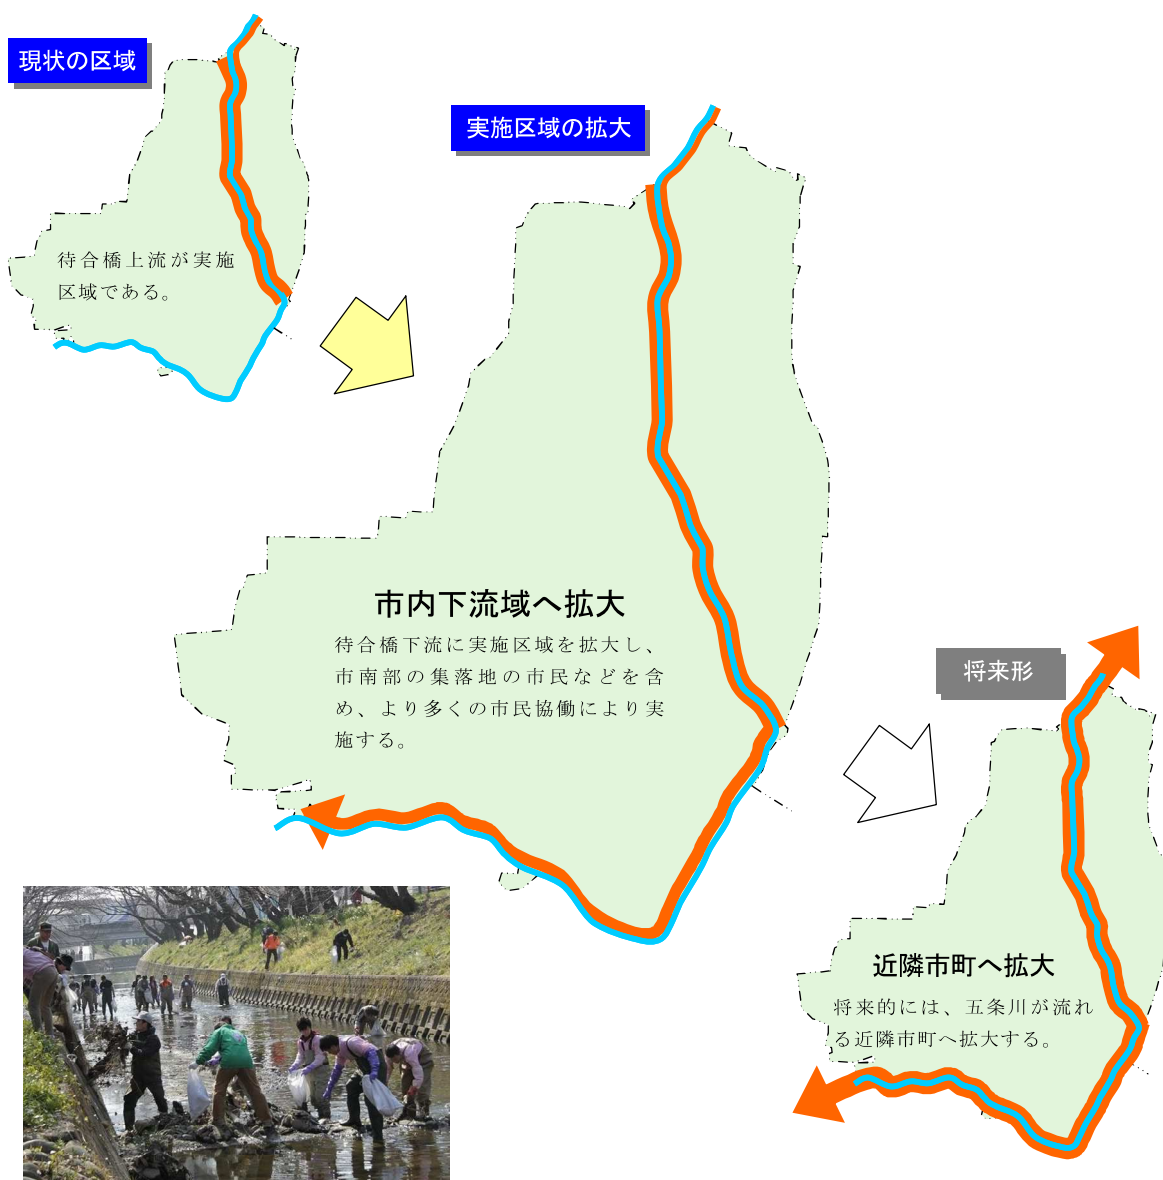 現状の区域
待合橋上流が実施
区域である。
実施区域の拡大
市内下流域へ拡大
待合橋下流に実施区域を拡大し、
市南部の集落地の市民などを含
め、より多くの市民協働により実
施する。
将来形
近隣市町へ拡大
将来的には、五条川が流れ
る近隣市町へ拡大する。